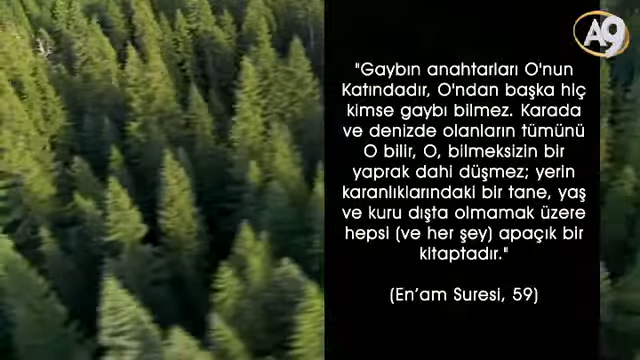 A9
"Gaybın anahtarları O'nun
Katındadır, O'ndan başka hiç
kimse gaybı bilmez. Karada
ve denizde olanların tümünü
O bilir, O, bilmeksizin bir
yaprak dahi düşmez; yerin
karanlıklarındaki bir tane, yaş
ve kuru dışta olmamak üzere
hepsi (ve her şey) apaçık bir
kitaptadır."
(En’am Suresi, 59)